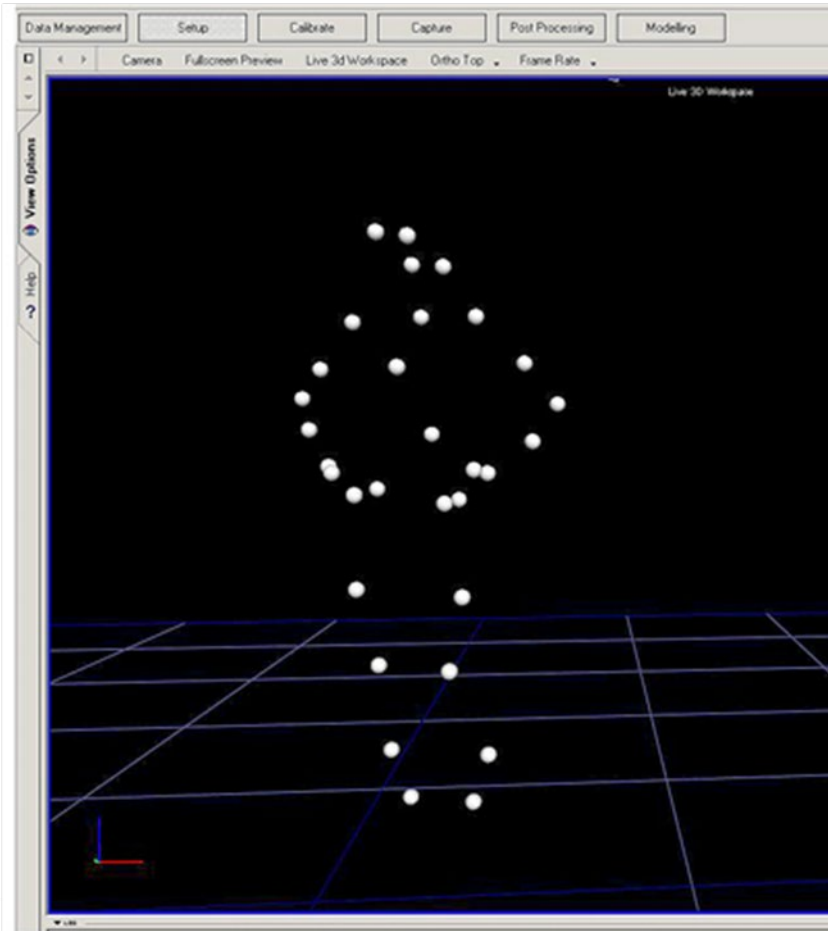 Data Management Setup Calibrate Capture Post Processing Modelling
Camera Fullscreen Preview Live 3d Workspace Ortho Top Frame Rate
Live 3D Workspace
View Options
? Help